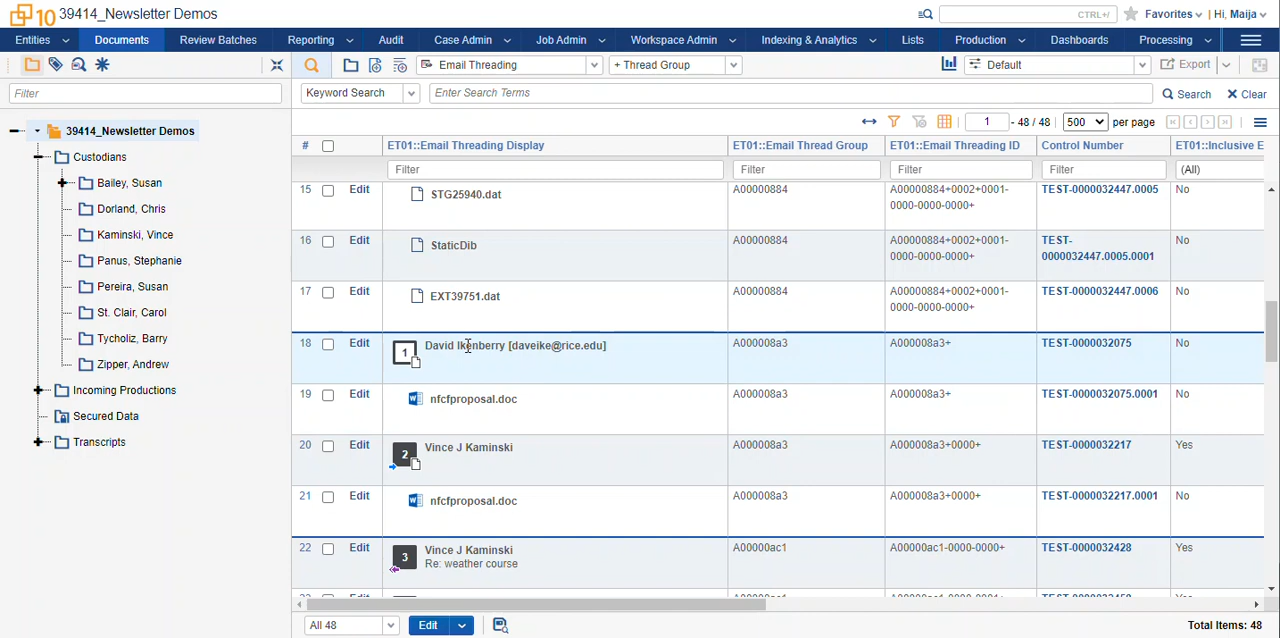 10 39414_Newsletter Demos
CTRL+/
Favorites
Hi, Maija
Entities
Documents
Review Batches
Reporting
Audit
Case Admin
Job Admin
Workspace Admin
Indexing & Analytics
Lists
Production
Dashboards
Processing
Email Threading
+ Thread Group
Default
Export
Filter
Keyword Search
Enter Search Terms
Search
Clear
39414_Newsletter Demos
Custodians
Bailey, Susan
Dorland, Chris
Kaminski, Vince
Panus, Stephanie
Pereira, Susan
St. Clair, Carol
Tycholiz, Barry
Zipper, Andrew
Incoming Productions
Secured Data
Transcripts
1 - 48 / 48 500 per page
# ET01::Email Threading Display ET01::Email Thread Group ET01::Email Threading ID Control Number ET01::Inclusive E
Filter Filter Filter Filter (All)
15 Edit STG25940.dat A00000884 A00000884+0002+0001- TEST-0000032447.0005 No
0000-0000-0000+
16 Edit StaticDib A00000884 A00000884+0002+0001- TEST- No
0000-0000-0000+ 0000032447.0005.0001
17 Edit EXT39751.dat A00000884 A00000884+0002+0001- TEST-0000032447.0006 No
0000-0000-0000+
18 Edit 1 David Ikenberry [daveike@rice.edu] A000008a3 A000008a3+ TEST-0000032075 No
19 Edit nfcfproposal.doc A000008a3 A000008a3+ TEST-0000032075.0001 No
20 Edit 2 Vince J Kaminski A000008a3 A000008a3+0000+ TEST-0000032217 Yes
21 Edit nfcfproposal.doc A000008a3 A000008a3+0000+ TEST-0000032217.0001 No
22 Edit 3 Vince J Kaminski A00000ac1 A00000ac1-0000-0000+ TEST-0000032428 Yes
Re: weather course
All 48
Edit
Total Items: 48